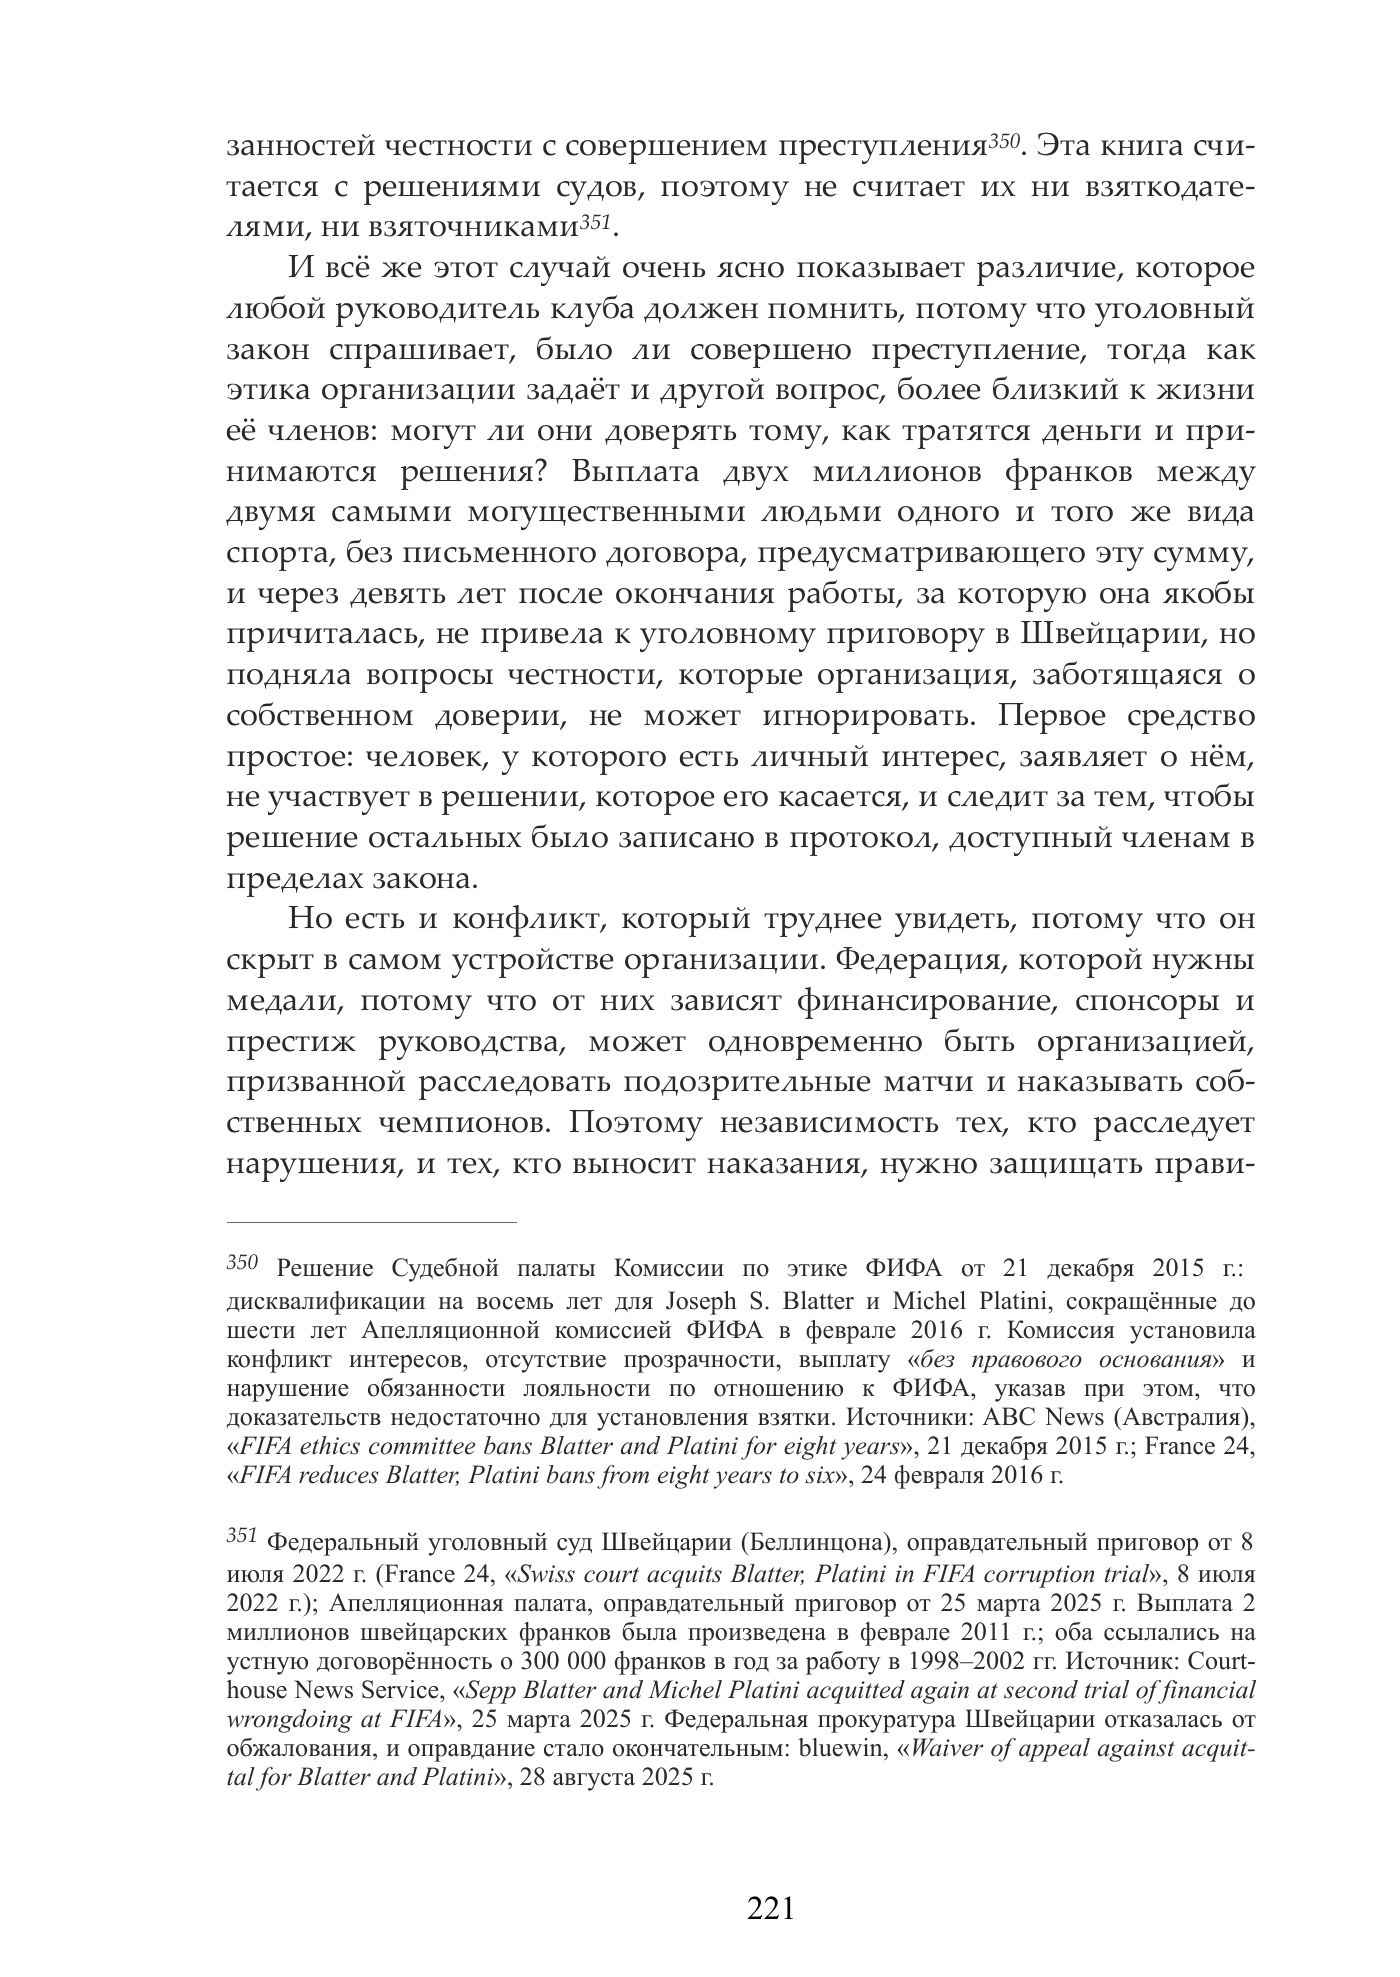 занностей честности с совершением преступления350. Эта книга счи-
тается с решениями судов, поэтому не считает их ни взяткодате-
лями, ни взяточниками351.
И всё же этот случай очень ясно показывает различие, которое
любой руководитель клуба должен помнить, потому что уголовный
закон спрашивает, было ли совершено преступление, тогда как
этика организации задаёт и другой вопрос, более близкий к жизни
её членов: могут ли они доверять тому, как тратятся деньги и при-
нимаются решения? Выплата двух миллионов франков между
двумя самыми могущественными людьми одного и того же вида
спорта, без письменного договора, предусматривающего эту сумму,
и через девять лет после окончания работы, за которую она якобы
причиталась, не привела к уголовному приговору в Швейцарии, но
подняла вопросы честности, которые организация, заботящаяся о
собственном доверии, не может игнорировать. Первое средство
простое: человек, у которого есть личный интерес, заявляет о нём,
не участвует в решении, которое его касается, и следит за тем, чтобы
решение остальных было записано в протокол, доступный членам в
пределах закона.
Но есть и конфликт, который труднее увидеть, потому что он
скрыт в самом устройстве организации. Федерация, которой нужны
медали, потому что от них зависят финансирование, спонсоры и
престиж руководства, может одновременно быть организацией,
призванной расследовать подозрительные матчи и наказывать соб-
ственных чемпионов. Поэтому независимость тех, кто расследует
нарушения, и тех, кто выносит наказания, нужно защищать прави-
350 Решение Судебной палаты Комиссии по этике ФИФА от 21 декабря 2015 г.:
дисквалификации на восемь лет для Joseph S. Blatter и Michel Platini, сокращённые до
шести лет Апелляционной комиссией ФИФА в феврале 2016 г. Комиссия установила
конфликт интересов, отсутствие прозрачности, выплату «без правового основания» и
нарушение обязанности лояльности по отношению к ФИФА, указав при этом, что
доказательств недостаточно для установления взятки. Источники: ABC News (Австралия),
«FIFA ethics committee bans Blatter and Platini for eight years», 21 декабря 2015 г.; France 24,
«FIFA reduces Blatter, Platini bans from eight years to six», 24 февраля 2016 г.
351 Федеральный уголовный суд Швейцарии (Беллинцона), оправдательный приговор от 8
июля 2022 г. (France 24, «Swiss court acquits Blatter, Platini in FIFA corruption trial», 8 июля
2022 г.); Апелляционная палата, оправдательный приговор от 25 марта 2025 г. Выплата 2
миллионов швейцарских франков была произведена в феврале 2011 г.; оба ссылались на
устную договорённость о 300 000 франков в год за работу в 1998–2002 гг. Источник: Court-
house News Service, «Sepp Blatter and Michel Platini acquitted again at second trial of financial
wrongdoing at FIFA», 25 марта 2025 г. Федеральная прокуратура Швейцарии отказалась от
обжалования, и оправдание стало окончательным: bluewin, «Waiver of appeal against acquit-
tal for Blatter and Platini», 28 августа 2025 г.
221